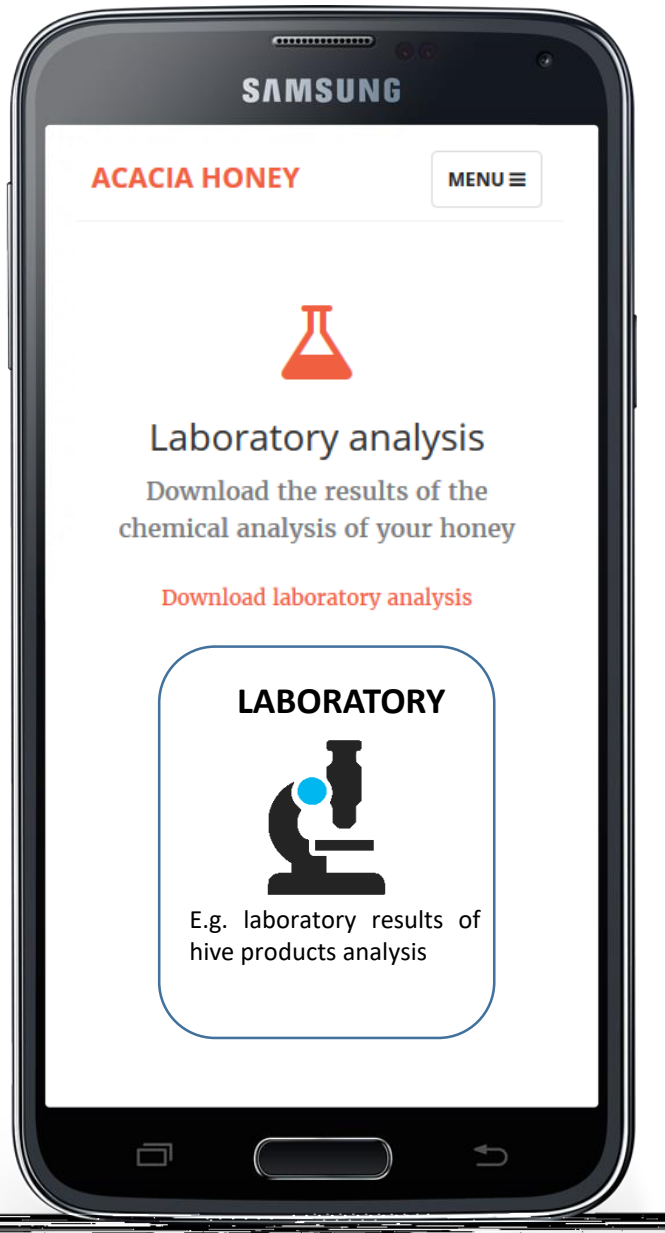 SAMSUNG
ACACIA HONEY
MENU
Laboratory analysis
Download the results of the
chemical analysis of your honey
Download laboratory analysis
LABORATORY
E.g. laboratory results of
hive products analysis